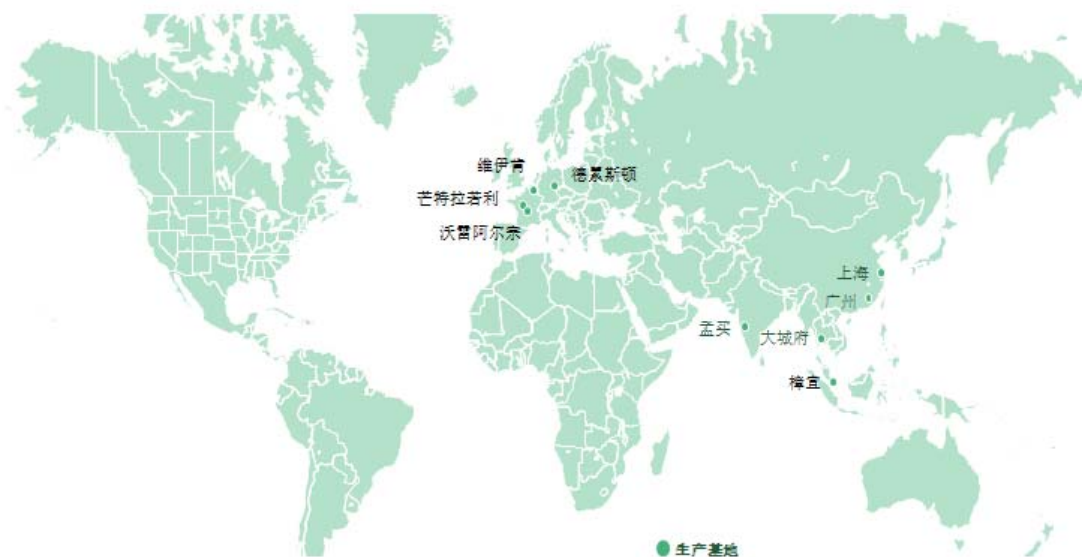 维伊肯
德累斯顿
芒特拉若利
沃雷阿尔宗
上海
广州
孟买
大城府
樟宜
生产基地